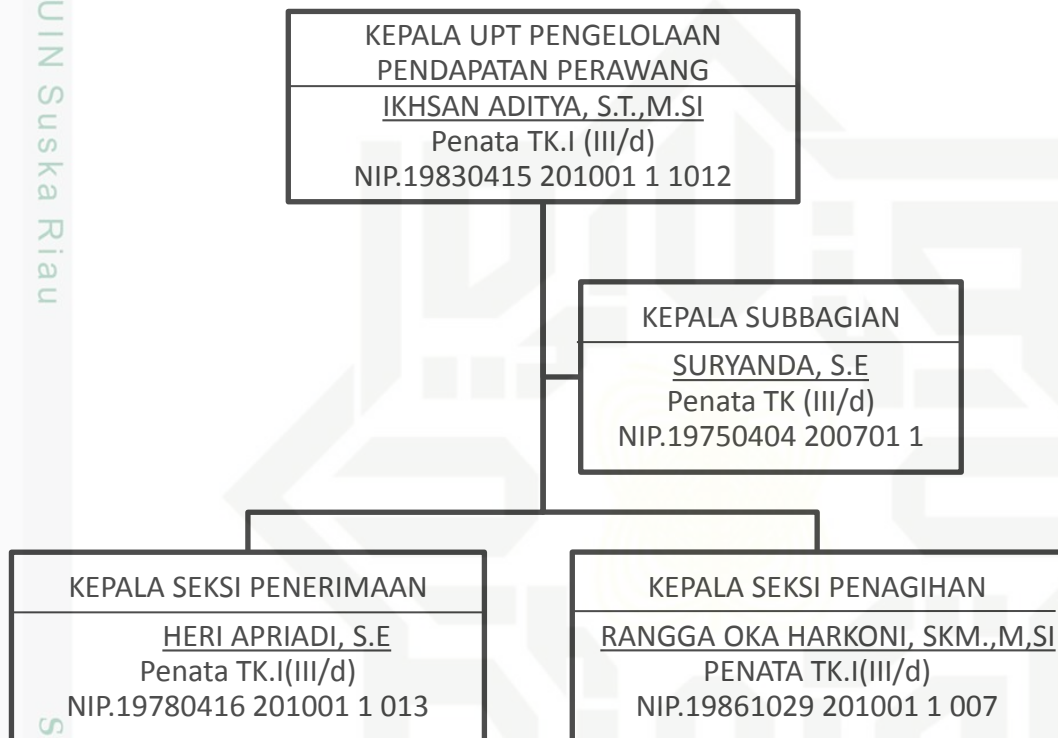 UIN Suska Riau
KEPALA UPT PENGELOLAAN
PENDAPATAN PERAWANG
IKHSAN ADITYA, S.T.,M.SI
Penata TK.I (III/d)
NIP.19830415 201001 1 1012
KEPALA SUBBAGIAN
SURYANDA, S.E
Penata TK (III/d)
NIP.19750404 200701 1
KEPALA SEKSI PENERIMAAN
HERI APRIADI, S.E
Penata TK.I(III/d)
NIP.19780416 201001 1 013
KEPALA SEKSI PENAGIHAN
RANGGA OKA HARKONI, SKM.,M,SI
PENATA TK.I(III/d)
NIP.19861029 201001 1 007